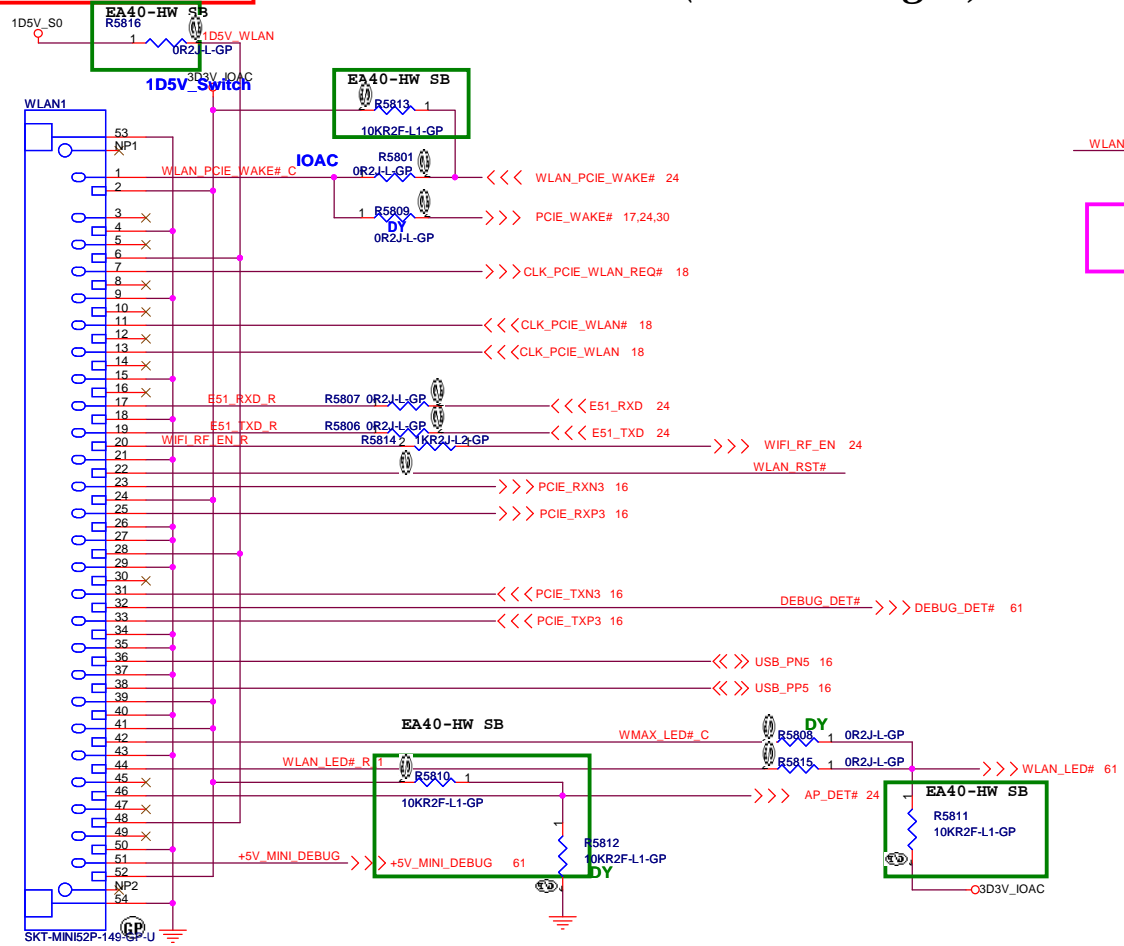 EA40-HW SB
1D5V_S0
R5816
1
1D5V_WLAN
0R2J-L-GP
3D3V_IOAC
1D5V_Switch
EA40-HW SB
R5813
1
10KR2F-L1-GP
WLAN1
53
NP1
IOAC
R5801
0R2J-L-GP
1
WLAN_PCIE_WAKE#_C
WLAN_PCIE_WAKE# 24
2
3
1
R5809
PCIE_WAKE# 17,24,30
DY
0R2J-L-GP
4
5
6
7
CLK_PCIE_WLAN_REQ# 18
8
9
10
11
CLK_PCIE_WLAN# 18
12
13
CLK_PCIE_WLAN 18
14
15
16
17
E51_RXD_R
R5807 0R2J-L-GP
E51_RXD 24
18
19
E51_TXD_R
R5806 0R2J-L-GP
E51_TXD 24
20
WIFI_RF_EN_R
R5814 2
1KR2J-L2-GP
1
WIFI_RF_EN 24
21
22
WLAN_RST#
23
PCIE_RXN3 16
24
25
PCIE_RXP3 16
26
27
28
29
30
31
PCIE_TXN3 16
32
DEBUG_DET#
DEBUG_DET# 61
33
PCIE_TXP3 16
34
35
36
USB_PN5 16
37
38
USB_PP5 16
39
40
41
EA40-HW SB
DY
42
WMAX_LED#_C
R5808 1 0R2J-L-GP
43
44
WLAN_LED#_R_1
R5815 1 0R2J-L-GP
WLAN_LED# 61
45
R5810 1
10KR2F-L1-GP
46
AP_DET# 24
EA40-HW SB
1
R5811
10KR2F-L1-GP
47
48
49
1
R5812
10KR2F-L1-GP
DY
50
51
+5V_MINI_DEBUG
+5V_MINI_DEBUG 61
52
NP2
3D3V_IOAC
54
GP
SKT-MINI52P-149-GP-U
WLAN